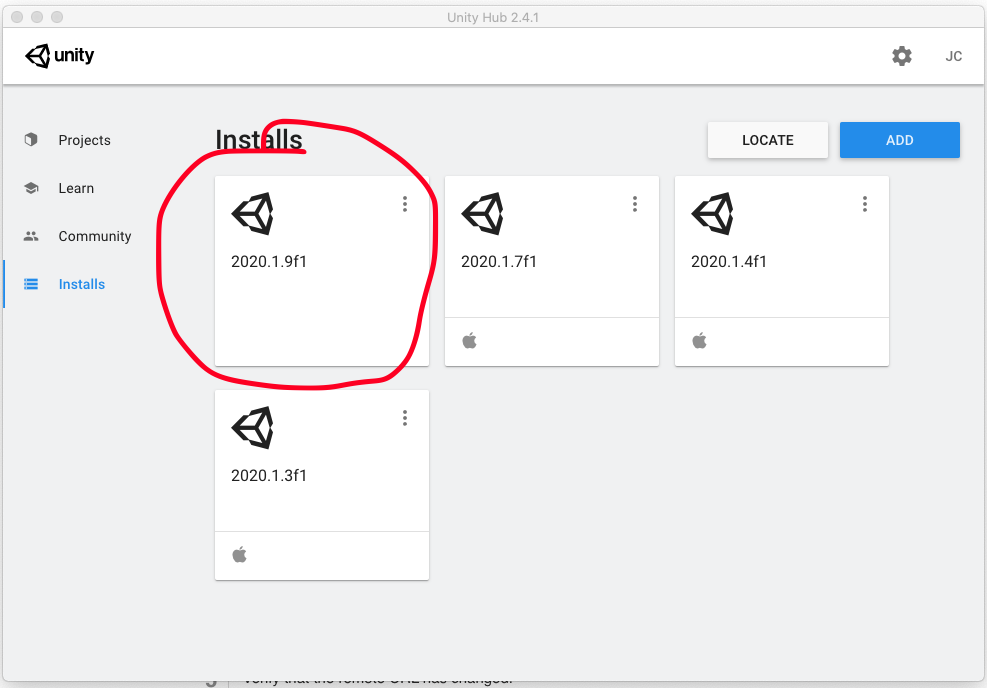 Unity Hub 2.4.1
unity
JC
Projects
Learn
Community
Installs
Installs
LOCATE
ADD
2020.1.9f1
2020.1.7f1
2020.1.4f1
2020.1.3f1
verify that the remote URL has changed.